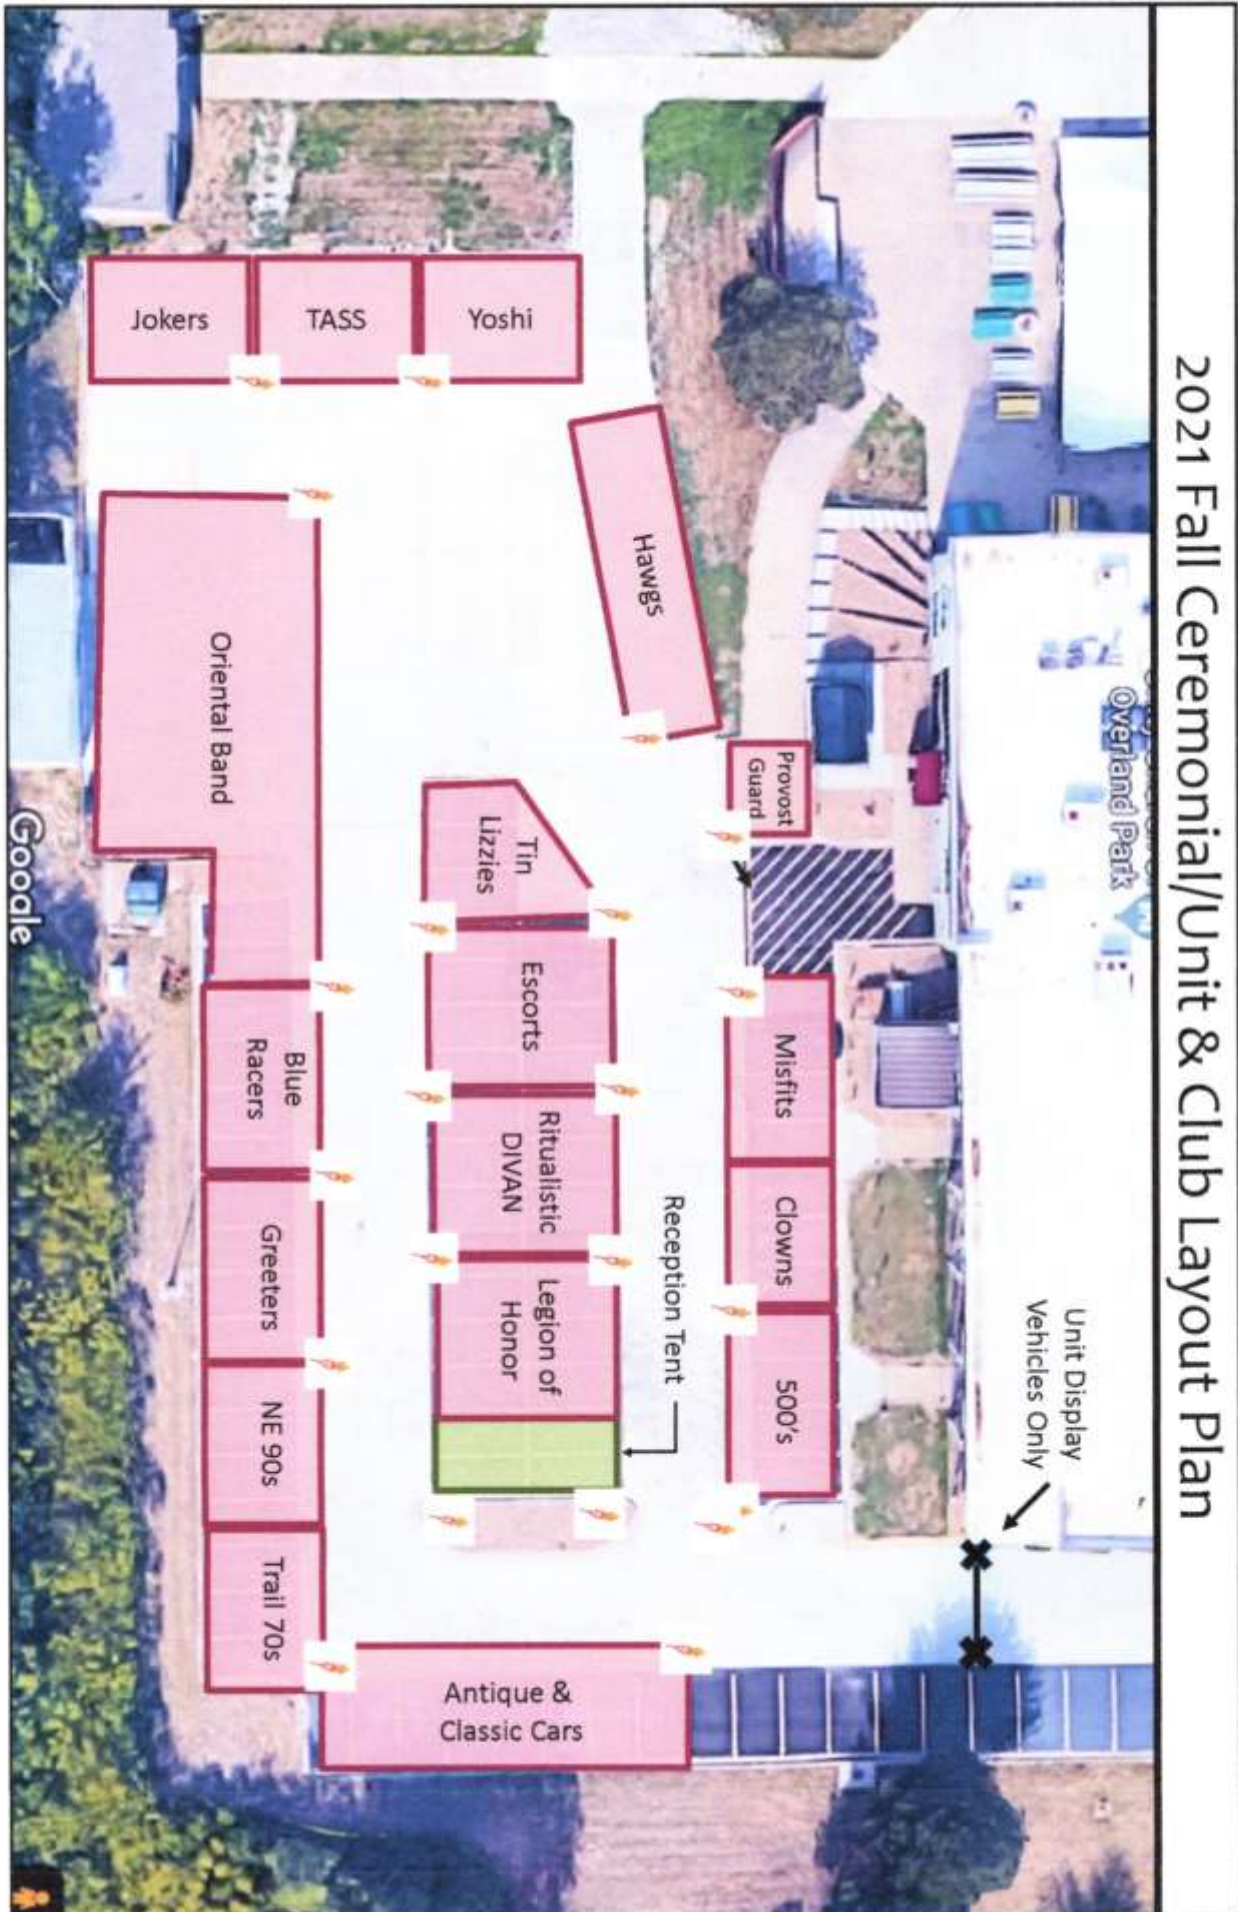 2021 Fall Ceremonial/Unit & Club Layout Plan
Overland Park
Unit Display
Vehicles Only
Provost
Guard
Misfits
Clowns
500's
Hawgs
Reception Tent
Yoshi
TASS
Jokers
Tin
Lizzies
Escorts
Ritualistic
DIVAN
Legion of
Honor
Antique &
Classic Cars
Oriental Band
Blue
Racers
Greeters
NE 90s
Trail 70s
Google